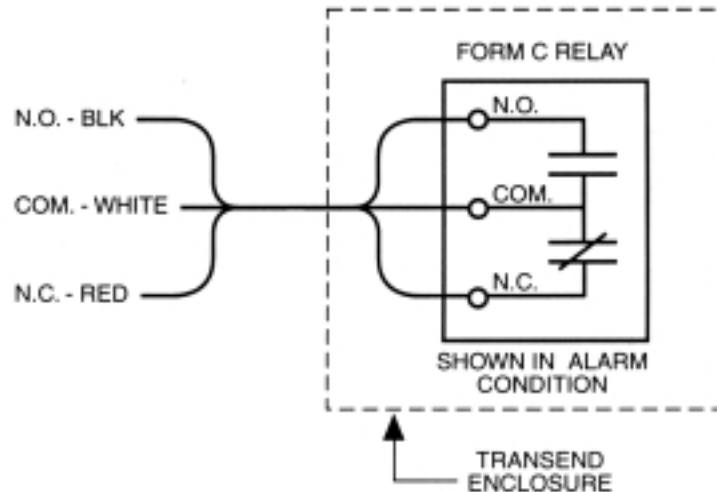 FORM C RELAY
N.O. - BLK
N.O.
COM. - WHITE
COM.
N.C. - RED
N.C.
SHOWN IN ALARM
CONDITION
TRANSEND
ENCLOSURE